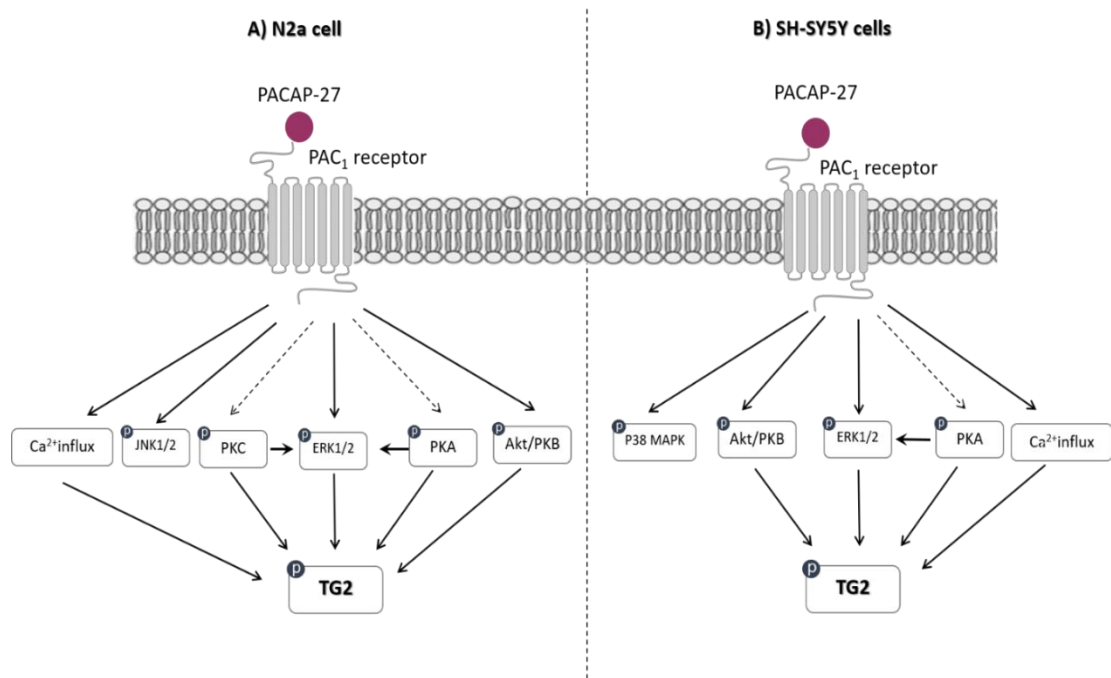 A) N2a cell
PACAP-27
PAC₁ receptor
Ca²⁺influx
p
JNK1/2
p
PKC
p
ERK1/2
p
PKA
p
Akt/PKB
p
TG2
B) SH-SY5Y cells
PACAP-27
PAC₁ receptor
p
P38 MAPK
p
Akt/PKB
p
ERK1/2
p
PKA
Ca²⁺influx
p
TG2